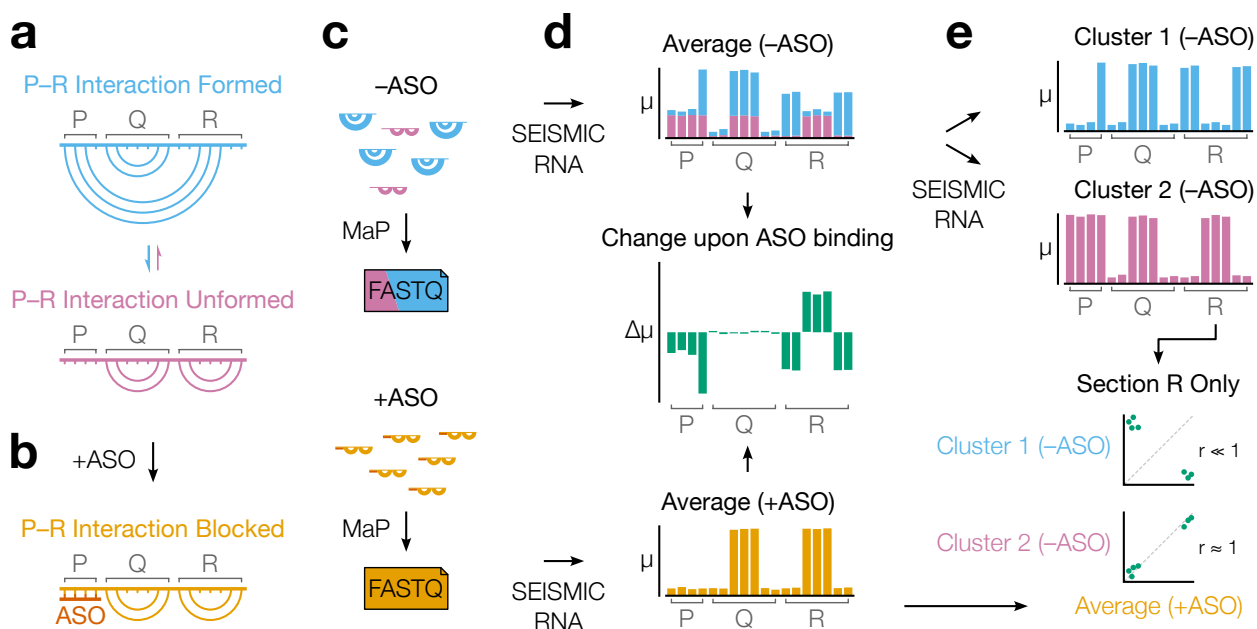 a
P–R Interaction Formed
P Q R
P–R Interaction Unformed
P Q R
b
+ASO
P–R Interaction Blocked
P Q R
ASO
c
–ASO
MaP
FASTQ
+ASO
MaP
FASTQ
SEISMIC
RNA
SEISMIC
RNA
d
Average (–ASO)
μ
P Q R
Change upon ASO binding
Δμ
P Q R
Average (+ASO)
μ
P Q R
e
SEISMIC
RNA
Cluster 1 (–ASO)
μ
P Q R
Cluster 2 (–ASO)
μ
P Q R
Section R Only
Cluster 1 (–ASO)
r ≪ 1
Cluster 2 (–ASO)
r ≈ 1
Average (+ASO)